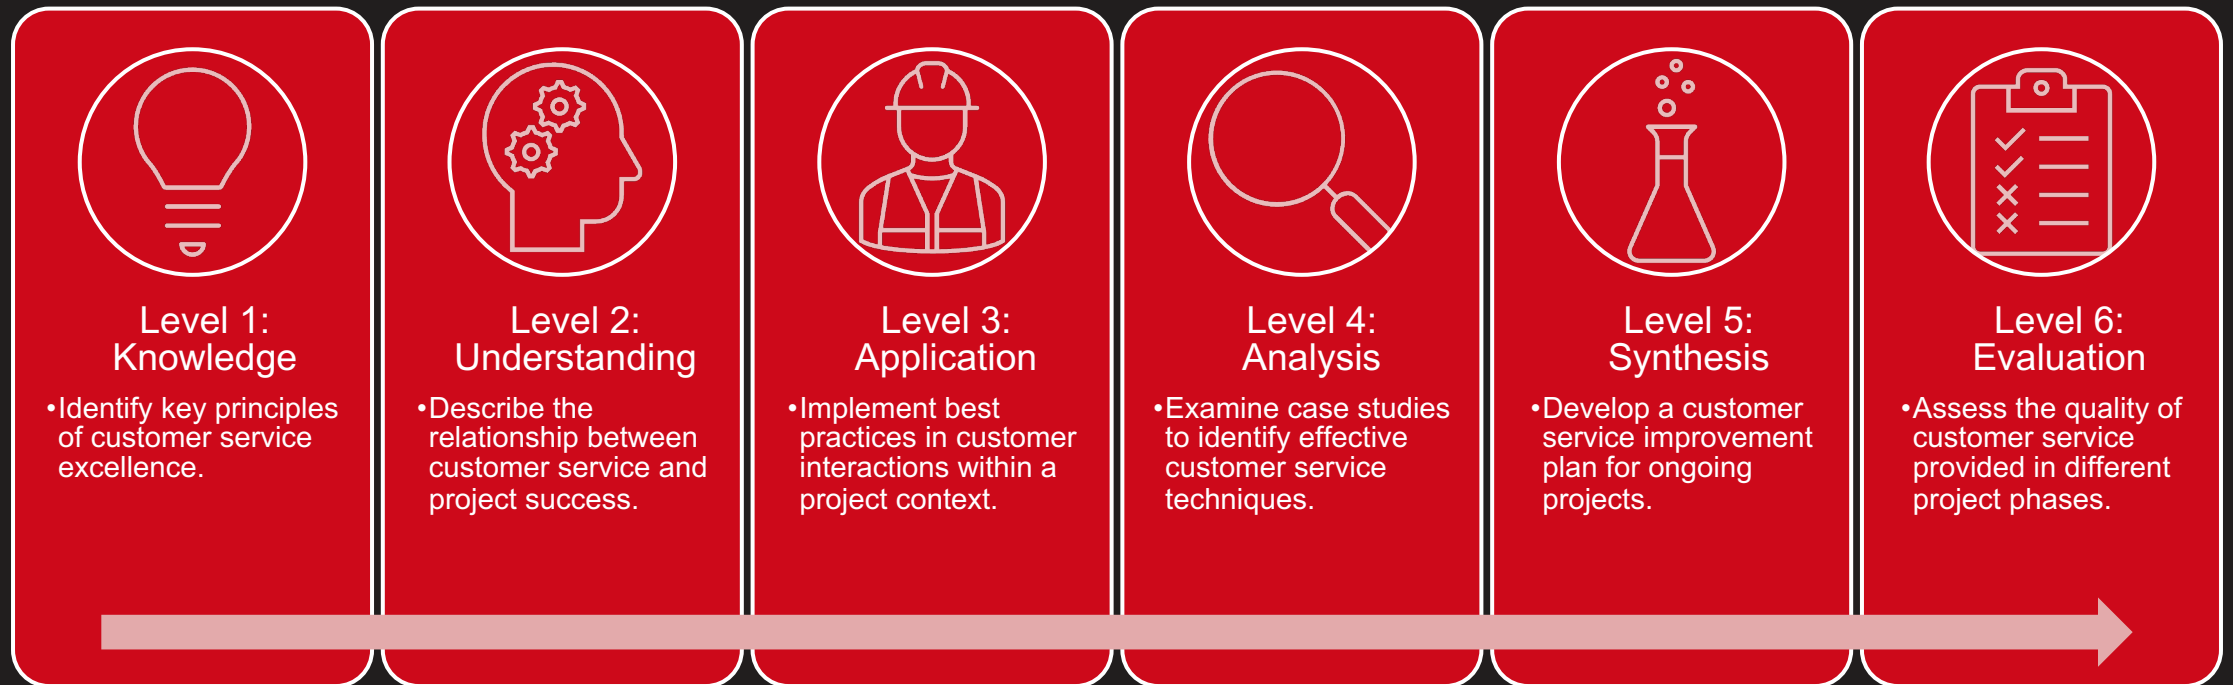 Level 1:
Knowledge
•Identify key principles
of customer service
excellence.
Level 2:
Understanding
•Describe the
relationship between
customer service and
project success.
Level 3:
Application
•Implement best
practices in customer
interactions within a
project context.
Level 4:
Analysis
•Examine case studies
to identify effective
customer service
techniques.
Level 5:
Synthesis
•Develop a customer
service improvement
plan for ongoing
projects.
Level 6:
Evaluation
•Assess the quality of
customer service
provided in different
project phases.